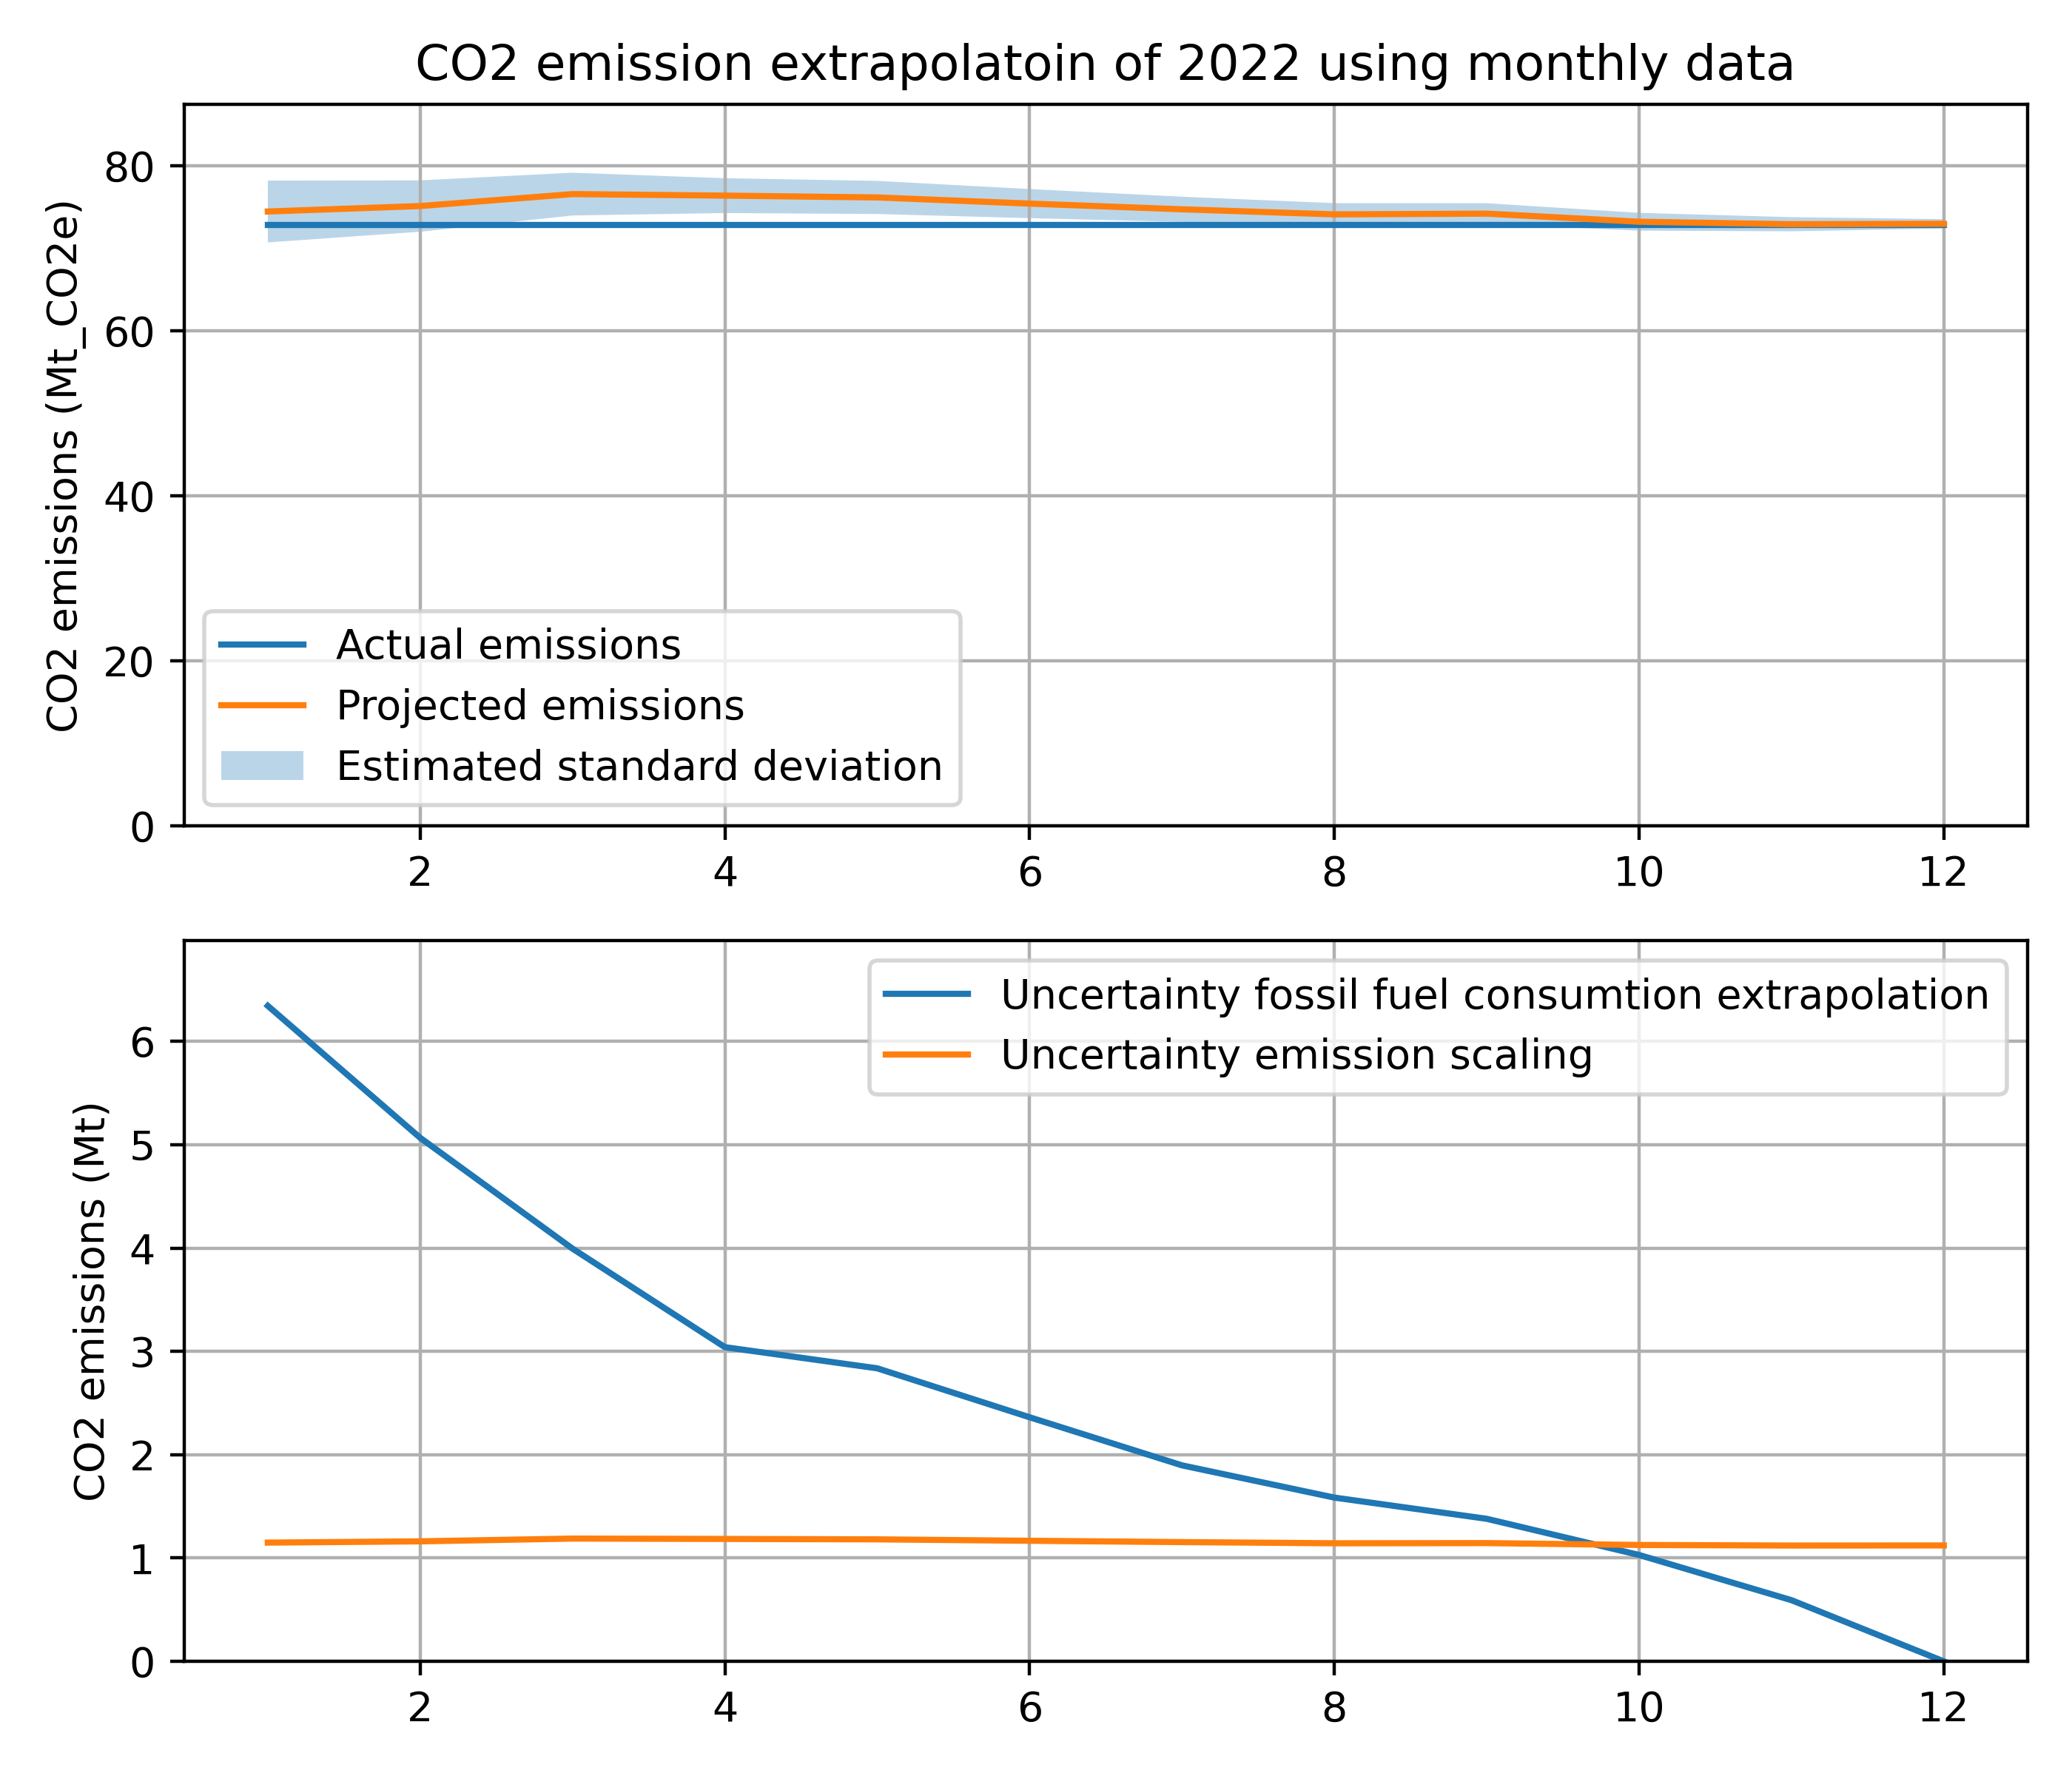 CO2 emission extrapolatoin of 2022 using monthly data
CO2 emissions (Mt_CO2e)
80
60
40
20
0
Actual emissions
Projected emissions
Estimated standard deviation
2 4 6 8 10 12
CO2 emissions (Mt)
6
5
4
3
2
1
0
Uncertainty fossil fuel consumtion extrapolation
Uncertainty emission scaling
2 4 6 8 10 12